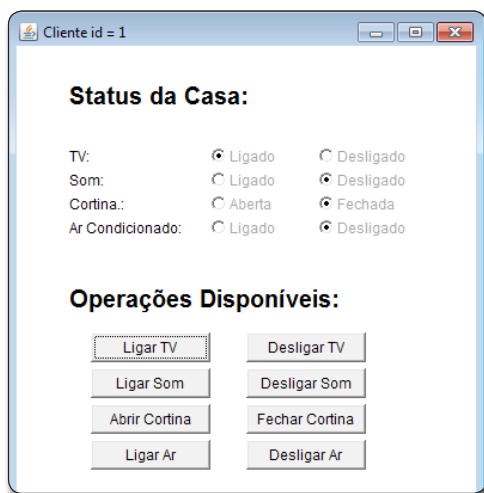 Cliente id = 1
Status da Casa:
TV: Ligado Desligado
Som: Ligado Desligado
Cortina.: Aberta Fechada
Ar Condicionado: Ligado Desligado
Operações Disponíveis:
Ligar TV Desligar TV
Ligar Som Desligar Som
Abrir Cortina Fechar Cortina
Ligar Ar Desligar Ar